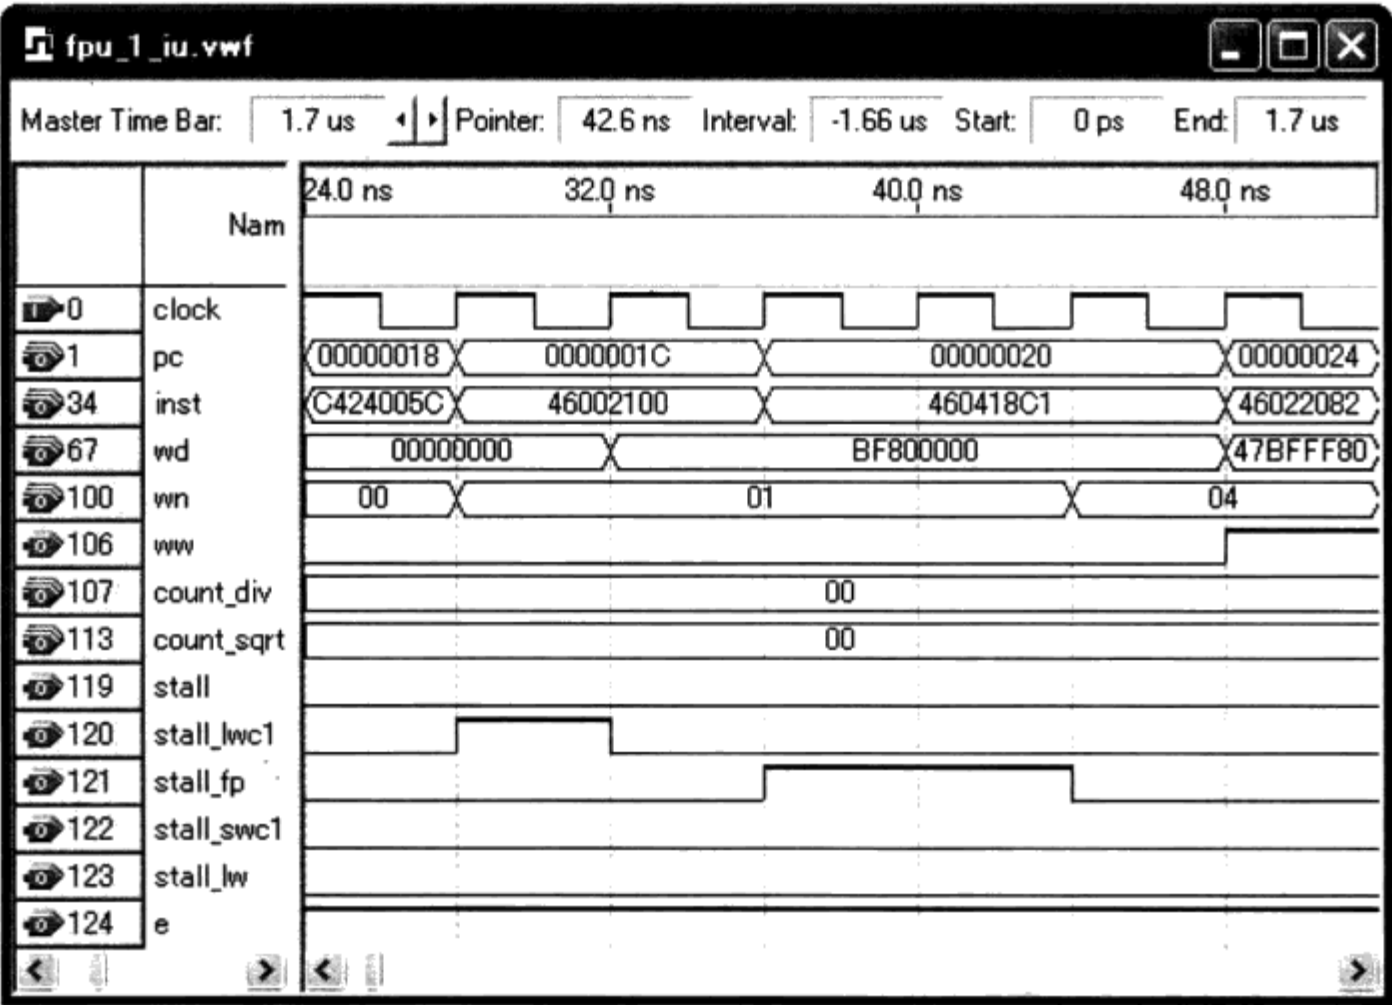 fpu_1_iu.vwf
Master Time Bar: 1.7 us Pointer: 42.6 ns Interval: -1.66 us Start: 0 ps End: 1.7 us
24.0 ns 32.0 ns 40.0 ns 48.0 ns
Nam
0 clock
1 pc 00000018 0000001C 00000020 00000024
34 inst C424005C 46002100 460418C1 46022082
67 wd 00000000 BF800000 47BFFF80
100 wn 00 01 04
106 ww
107 count_div 00
113 count_sqrt 00
119 stall
120 stall_lwc1
121 stall_fp
122 stall_swc1
123 stall_lw
124 e